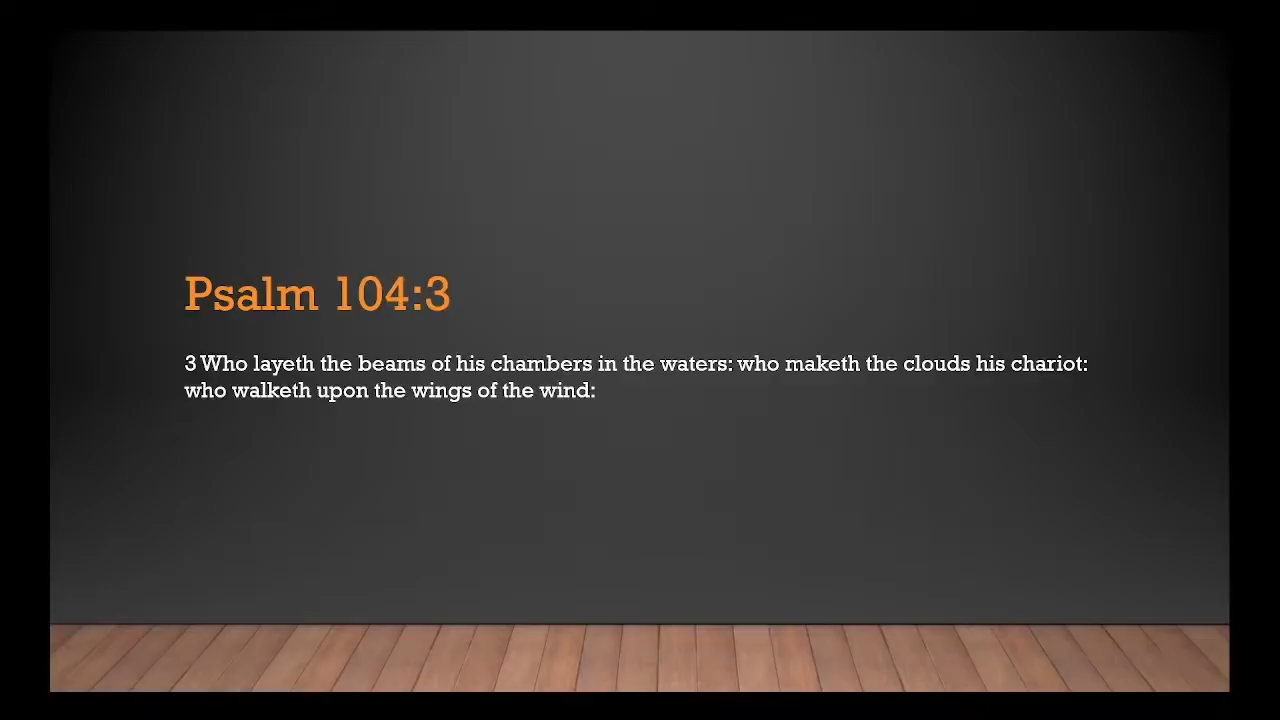 Psalm 104:3
3 Who layeth the beams of his chambers in the waters: who maketh the clouds his chariot:
who walketh upon the wings of the wind: